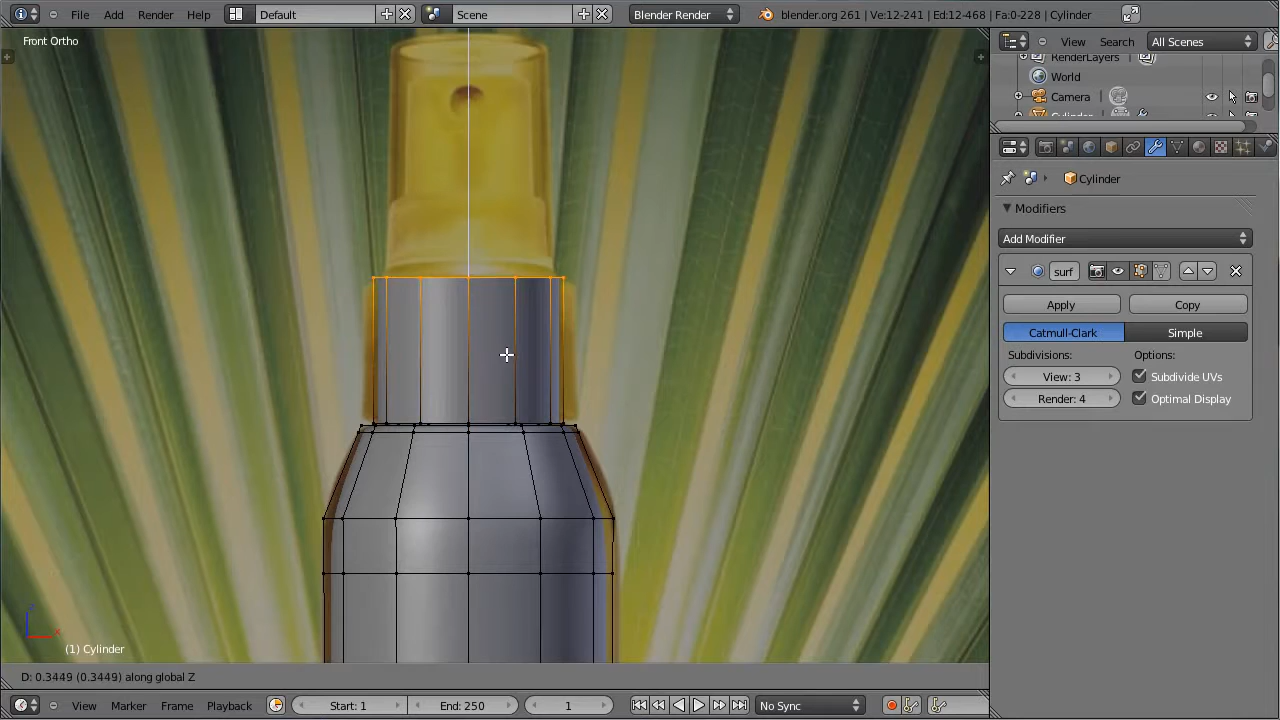 File Add Render Help Default Scene Blender Render blender.org 261 | Ve:12-241 | Ed:12-468 | Fa:0-228 | Cylinder
Front Ortho
View Search All Scenes
RenderLayers
World
Camera
Cylinder
Cylinder
Modifiers
Add Modifier
surf
Apply Copy
Catmull-Clark Simple
Subdivisions: Options:
View: 3 Subdivide UVs
Render: 4 Optimal Display
z
x
(1) Cylinder
D: 0.3449 (0.3449) along global Z
View Marker Frame Playback Start: 1 End: 250 1 No Sync